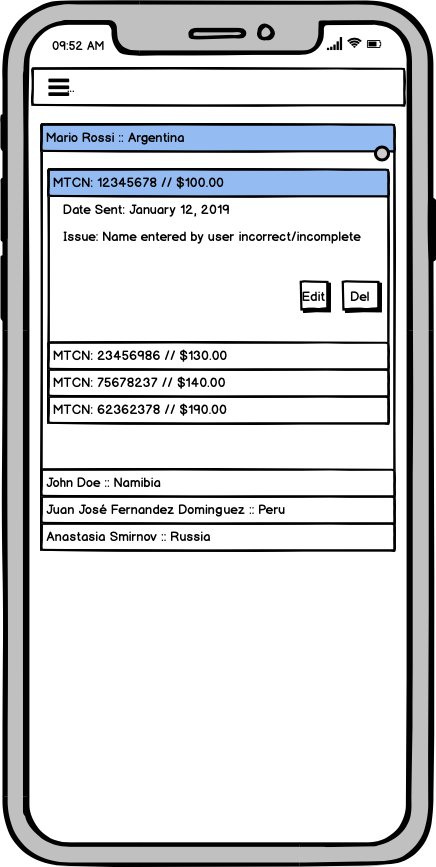 09:52 AM
..
Mario Rossi :: Argentina
MTCN: 12345678 // $100.00
Date Sent: January 12, 2019
Issue: Name entered by user incorrect/incomplete
Edit Del
MTCN: 23456986 // $130.00
MTCN: 75678237 // $140.00
MTCN: 62362378 // $190.00
John Doe :: Namibia
Juan José Fernandez Dominguez :: Peru
Anastasia Smirnov :: Russia